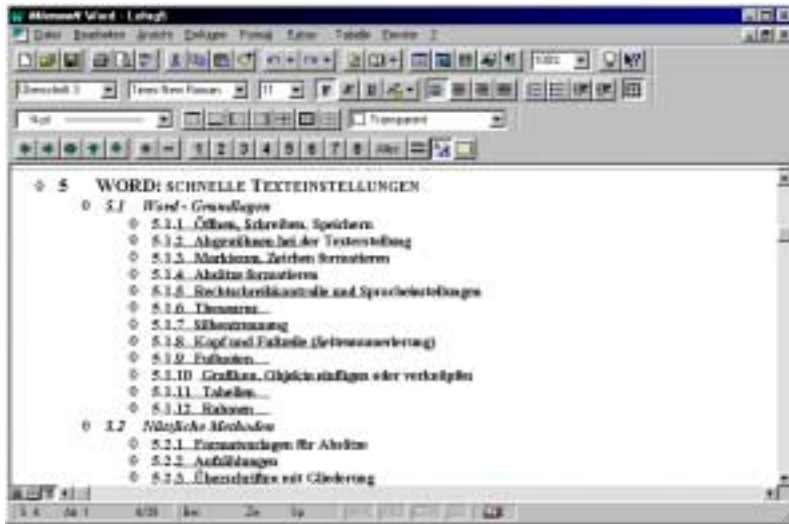 Microsoft Word -
Datei Bearbeiten Ansicht Einfügen Format Extras Tabelle Fenster ?
100%
Überschrift 3 Times New Roman 11 F K U
Transparent
1 2 3 4 5 6 7 8 Alles
5 WORD: SCHNELLE TEXTEINSTELLUNGEN
5.1 Word - Grundlagen
5.1.1 Öffnen, Schreiben, Speichern
5.1.2 bei der Texterstellung
5.1.3 Markieren, Zeichen formatieren
5.1.4 Absätze formatieren
5.1.5 Rechtschreibkontrolle und Spracheinstellungen
5.1.6 Thesaurus
5.1.7 Silbentrennung
5.1.8 Kopf und Fußzeile (Seitennummerierung)
5.1.9 Fußnoten
5.1.10 Grafiken, Objekte einfügen oder verknüpfen
5.1.11 Tabellen
5.1.12 Rahmen
5.2 Nützliche Methoden
5.2.1 Formatvorlagen für Absätze
5.2.2 Aufzählungen
5.2.3 Überschriften mit Gliederung